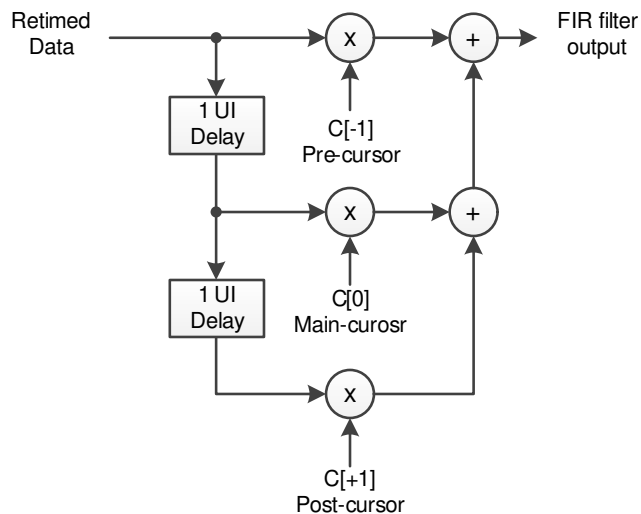 Retimed
Data
x
+
FIR filter
output
1 UI
Delay
C[-1]
Pre-cursor
x
+
1 UI
Delay
C[0]
Main-curosr
x
C[+1]
Post-cursor